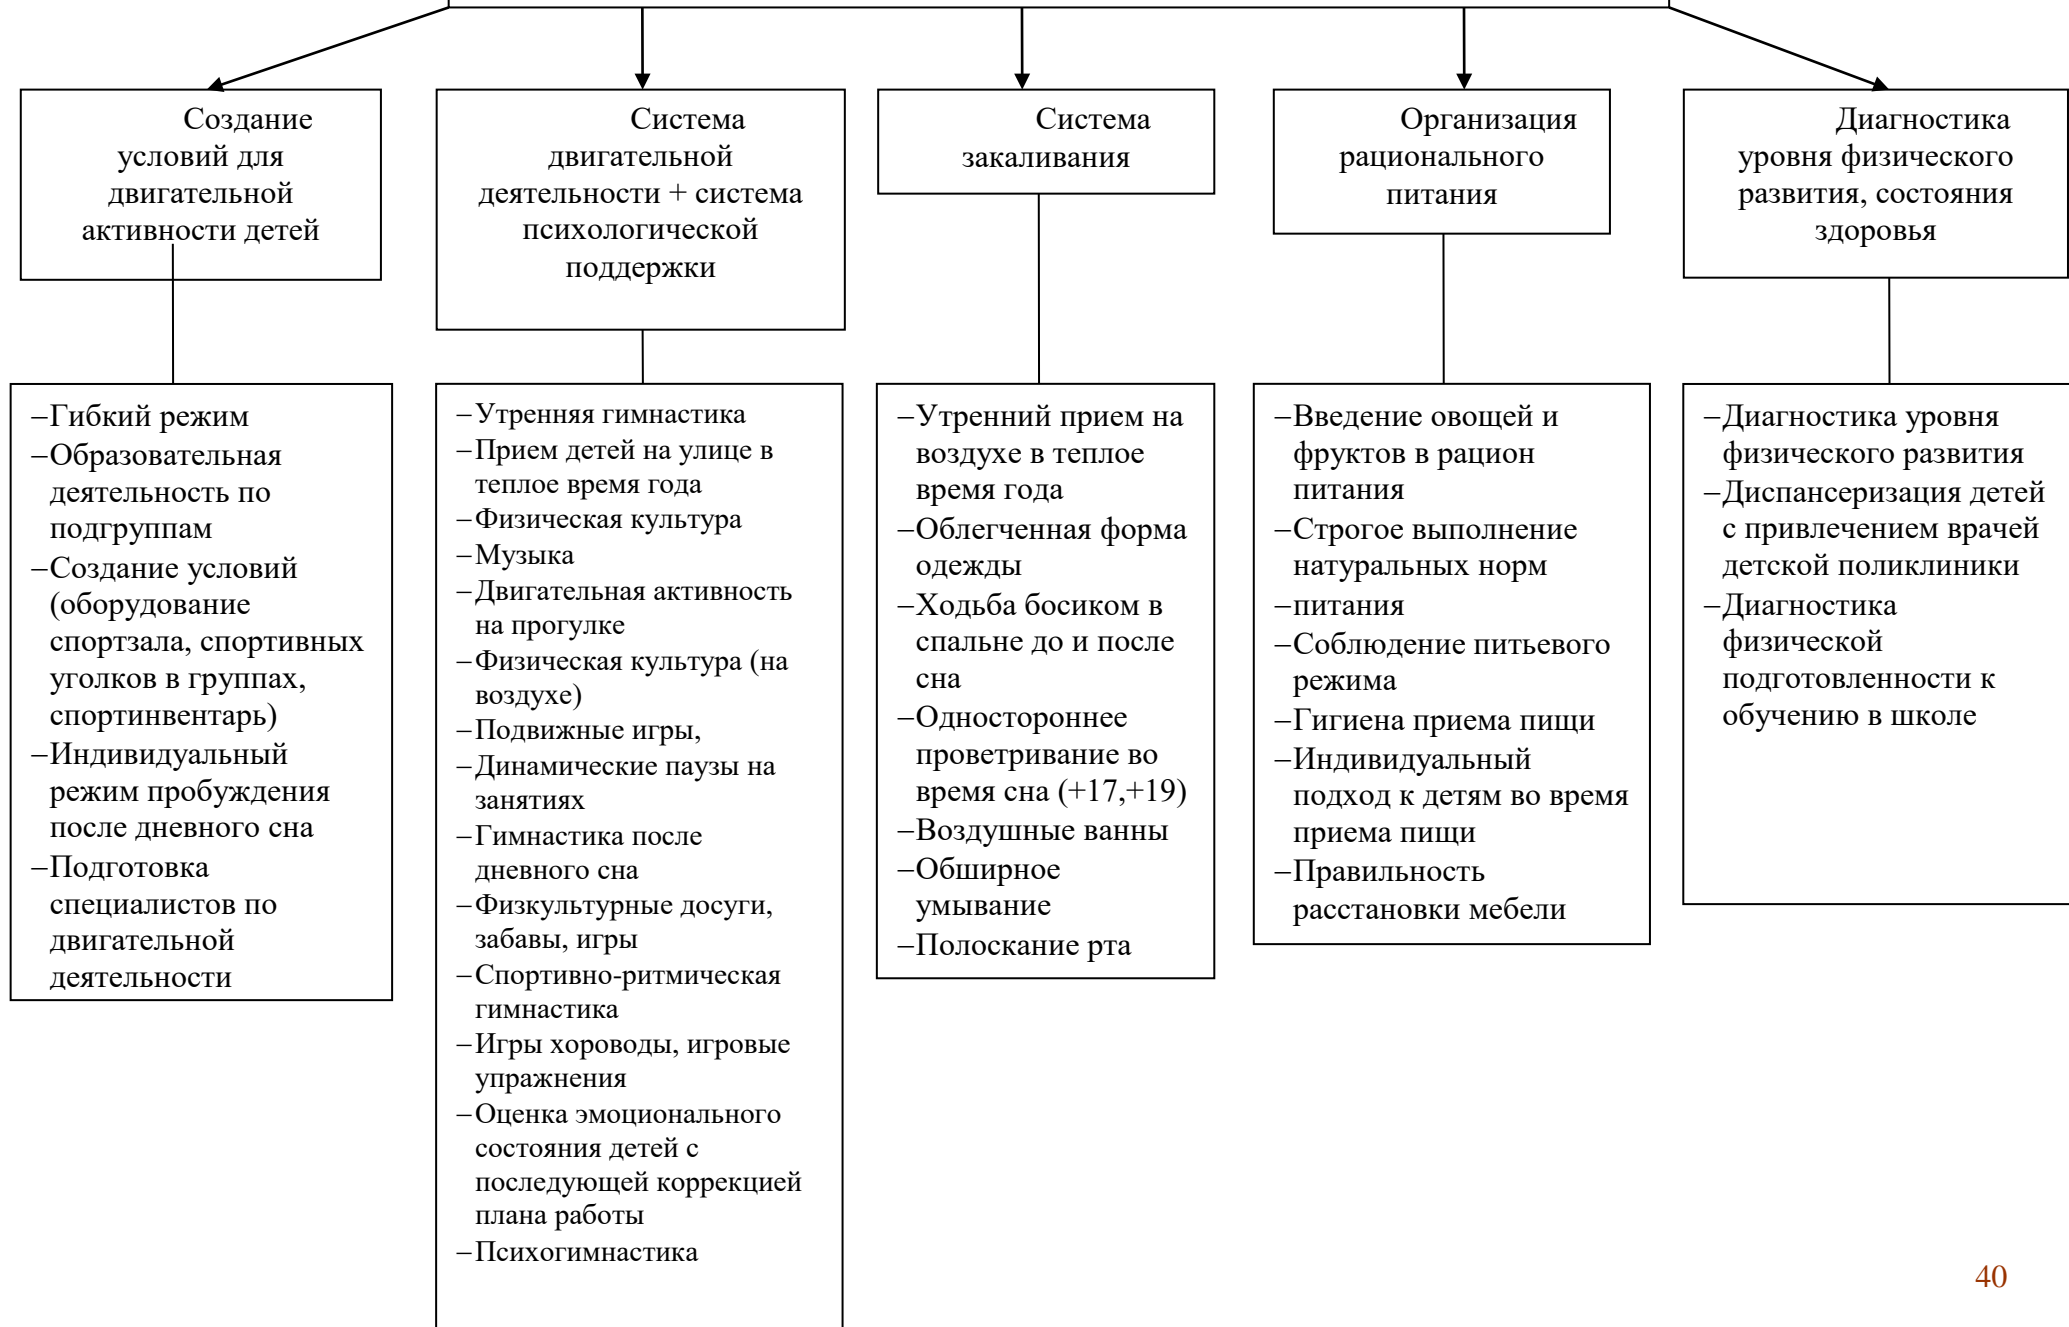 Создание
условий для
двигательной
активности детей
Система
двигательной
деятельности + система
психологической
поддержки
Система
закаливания
Организация
рационального
питания
Диагностика
уровня физического
развития, состояния
здоровья
–Гибкий режим
–Образовательная
деятельность по
подгруппам
–Создание условий
(оборудование
спортзала, спортивных
уголков в группах,
спортинвентарь)
–Индивидуальный
режим пробуждения
после дневного сна
–Подготовка
специалистов по
двигательной
деятельности
–Утренняя гимнастика
–Прием детей на улице в
теплое время года
–Физическая культура
–Музыка
–Двигательная активность
на прогулке
–Физическая культура (на
воздухе)
–Подвижные игры,
–Динамические паузы на
занятиях
–Гимнастика после
дневного сна
–Физкультурные досуги,
забавы, игры
–Спортивно-ритмическая
гимнастика
–Игры хороводы, игровые
упражнения
–Оценка эмоционального
состояния детей с
последующей коррекцией
плана работы
–Психогимнастика
–Утренний прием на
воздухе в теплое
время года
–Облегченная форма
одежды
–Ходьба босиком в
спальне до и после
сна
–Одностороннее
проветривание во
время сна (+17,+19)
–Воздушные ванны
–Обширное
умывание
–Полоскание рта
–Введение овощей и
фруктов в рацион
питания
–Строгое выполнение
натуральных норм
–питания
–Соблюдение питьевого
режима
–Гигиена приема пищи
–Индивидуальный
подход к детям во время
приема пищи
–Правильность
расстановки мебели
–Диагностика уровня
физического развития
–Диспансеризация детей
с привлечением врачей
детской поликлиники
–Диагностика
физической
подготовленности к
обучению в школе
40